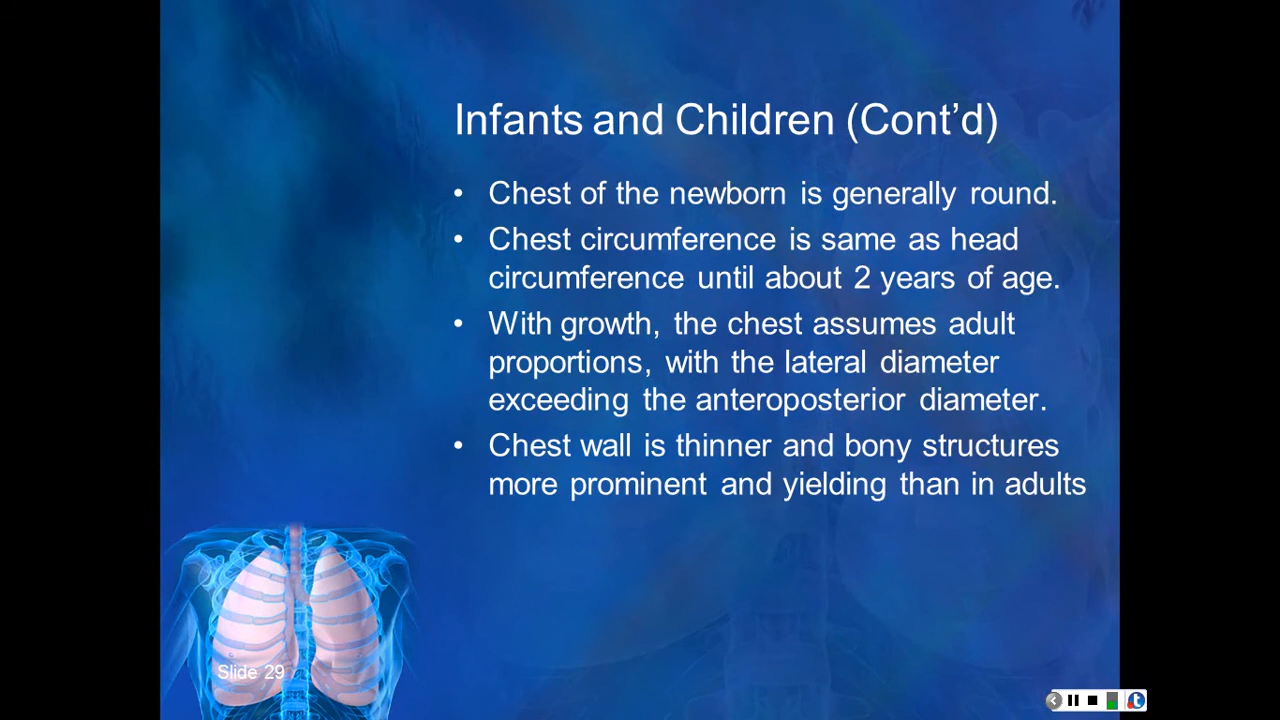 Infants and Children (Cont’d)
• Chest of the newborn is generally round.
• Chest circumference is same as head
circumference until about 2 years of age.
• With growth, the chest assumes adult
proportions, with the lateral diameter
exceeding the anteroposterior diameter.
• Chest wall is thinner and bony structures
more prominent and yielding than in adults
Slide 29
t